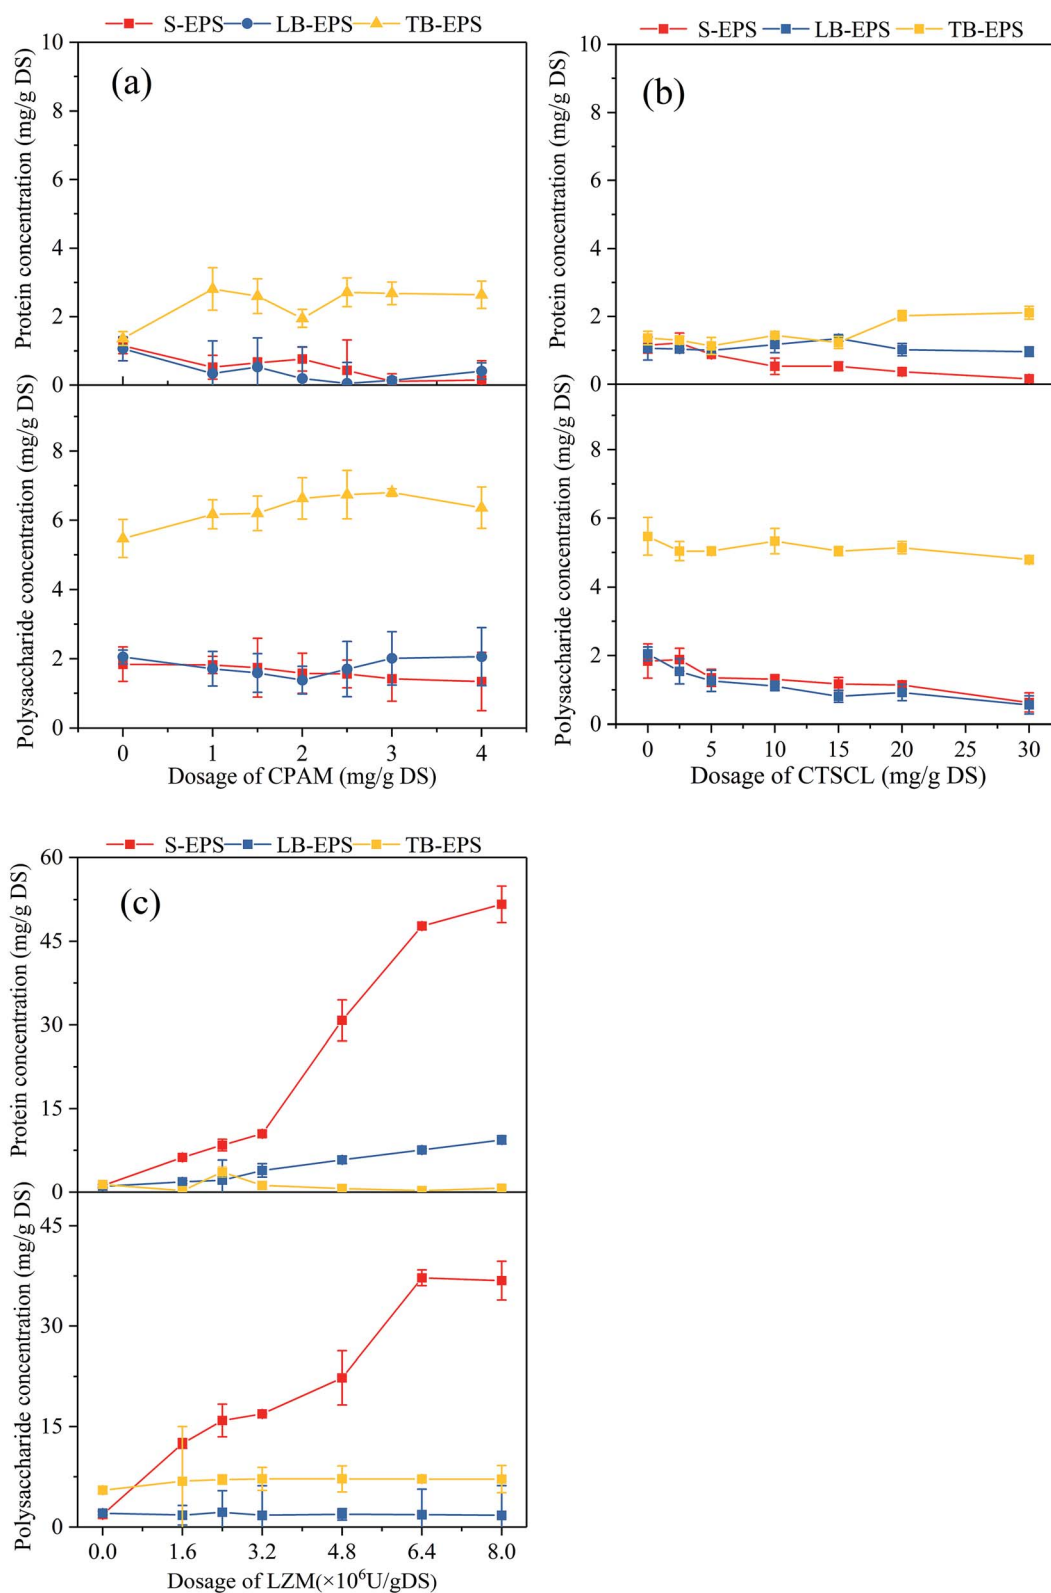 S-EPS LB-EPS TB-EPS
(a)
Protein concentration (mg/g DS)
10
8
6
4
2
0
Polysaccharide concentration (mg/g DS)
8
6
4
2
0
0 1 2 3 4
Dosage of CPAM (mg/g DS)
S-EPS LB-EPS TB-EPS
(b)
Protein concentration (mg/g DS)
10
8
6
4
2
0
Polysaccharide concentration (mg/g DS)
8
6
4
2
0
0 5 10 15 20 25 30
Dosage of CTSCL (mg/g DS)
S-EPS LB-EPS TB-EPS
(c)
Protein concentration (mg/g DS)
60
45
30
15
0
Polysaccharide concentration (mg/g DS)
45
30
15
0
0.0 1.6 3.2 4.8 6.4 8.0
Dosage of LZM(×10⁶U/gDS)